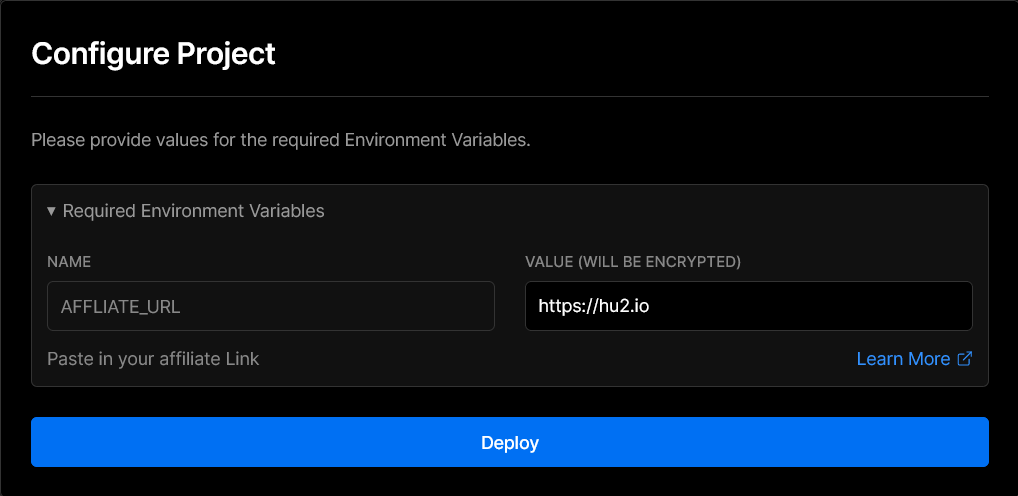 Configure Project
Please provide values for the required Environment Variables.
▾ Required Environment Variables
NAME
VALUE (WILL BE ENCRYPTED)
AFFLIATE_URL
https://hu2.io
Paste in your affiliate Link
Learn More
Deploy